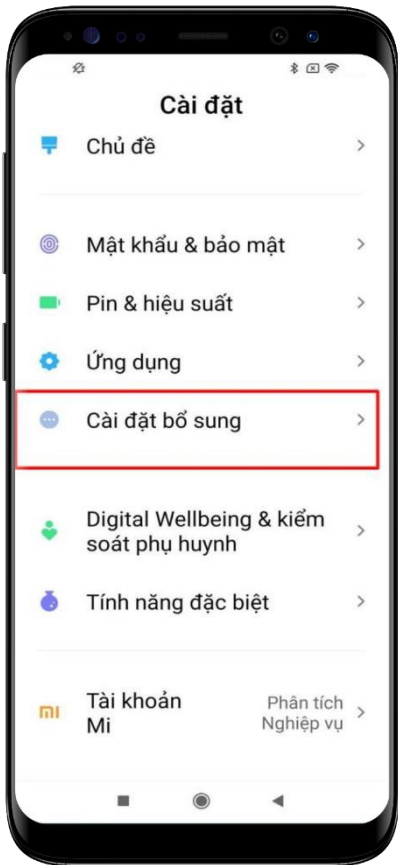 Cài đặt
Chủ đề
Mật khẩu & bảo mật
Pin & hiệu suất
Ứng dụng
Cài đặt bổ sung
Digital Wellbeing & kiểm
soát phụ huynh
Tính năng đặc biệt
Tài khoản
Mi
Phân tích
Nghiệp vụ